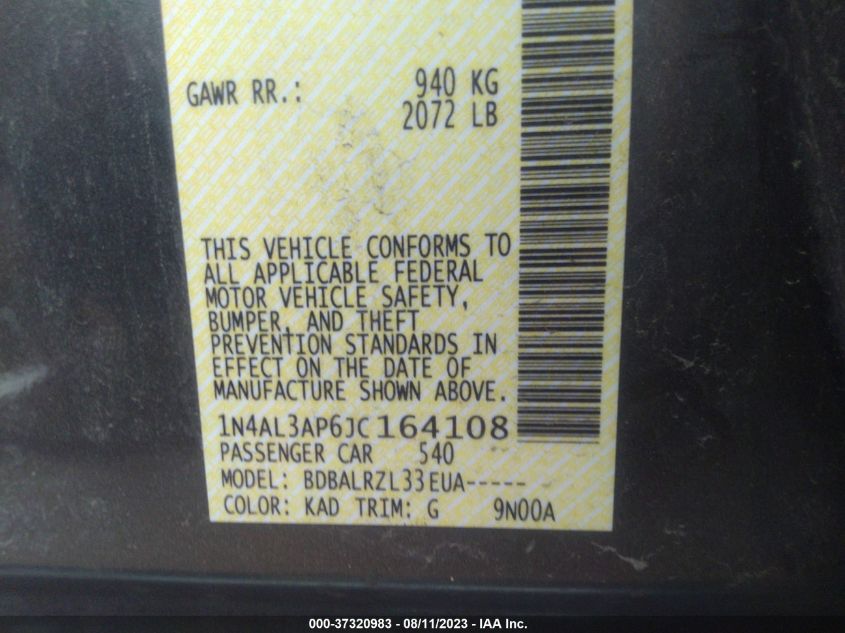 GAWR RR.: 940 KG
2072 LB
THIS VEHICLE CONFORMS TO
ALL APPLICABLE FEDERAL
MOTOR VEHICLE SAFETY,
BUMPER, AND THEFT
PREVENTION STANDARDS IN
EFFECT ON THE DATE OF
MANUFACTURE SHOWN ABOVE.
1N4AL3AP6JC164108
PASSENGER CAR 540
MODEL: BDBALRZL33EUA-----
COLOR: KAD TRIM: G 9N00A
000-37320983 - 08/11/2023 - IAA Inc.